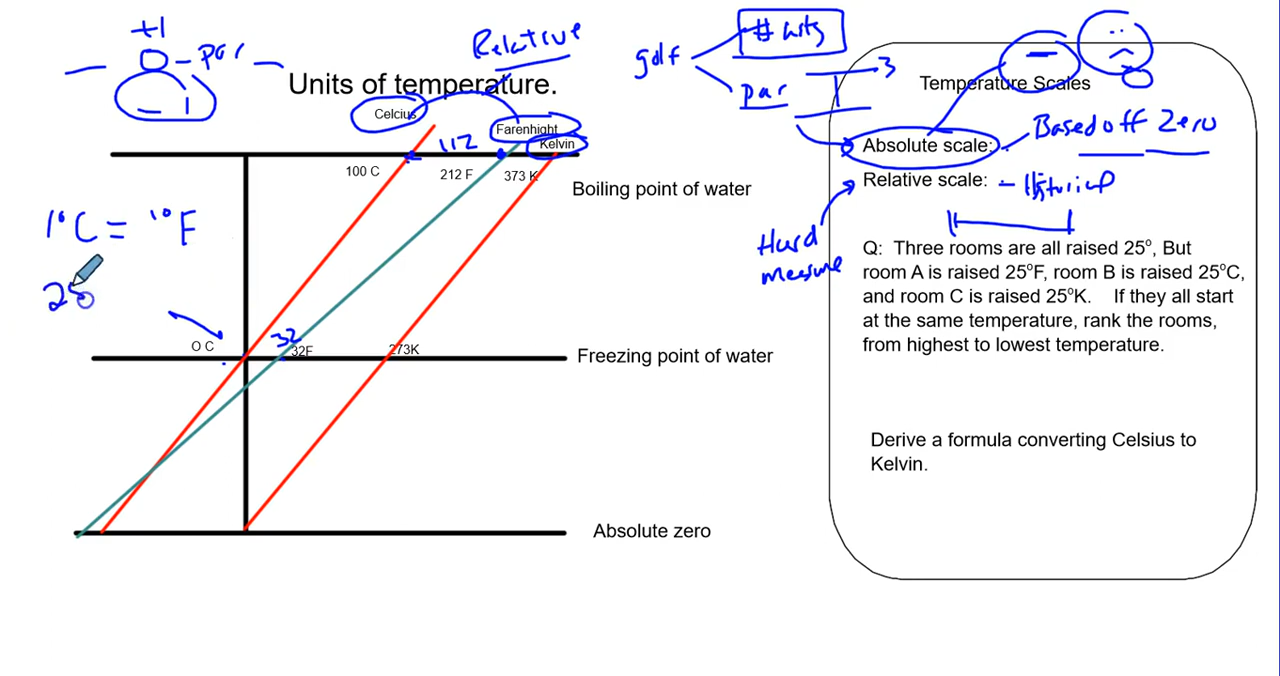 +1
par
Relative
golf
# hits
par
3
Units of temperature.
Temperature Scales
Celcius
Farenhight
Kelvin
112
100 C
212 F
373 K
Boiling point of water
Absolute scale:
Based off Zero
Relative scale: - Historical
Hard
measure
1°C = 1°F
25
Q: Three rooms are all raised 25°, But
room A is raised 25°F, room B is raised 25°C,
and room C is raised 25°K. If they all start
at the same temperature, rank the rooms,
from highest to lowest temperature.
O C
32
32F
273K
Freezing point of water
Derive a formula converting Celsius to
Kelvin.
Absolute zero